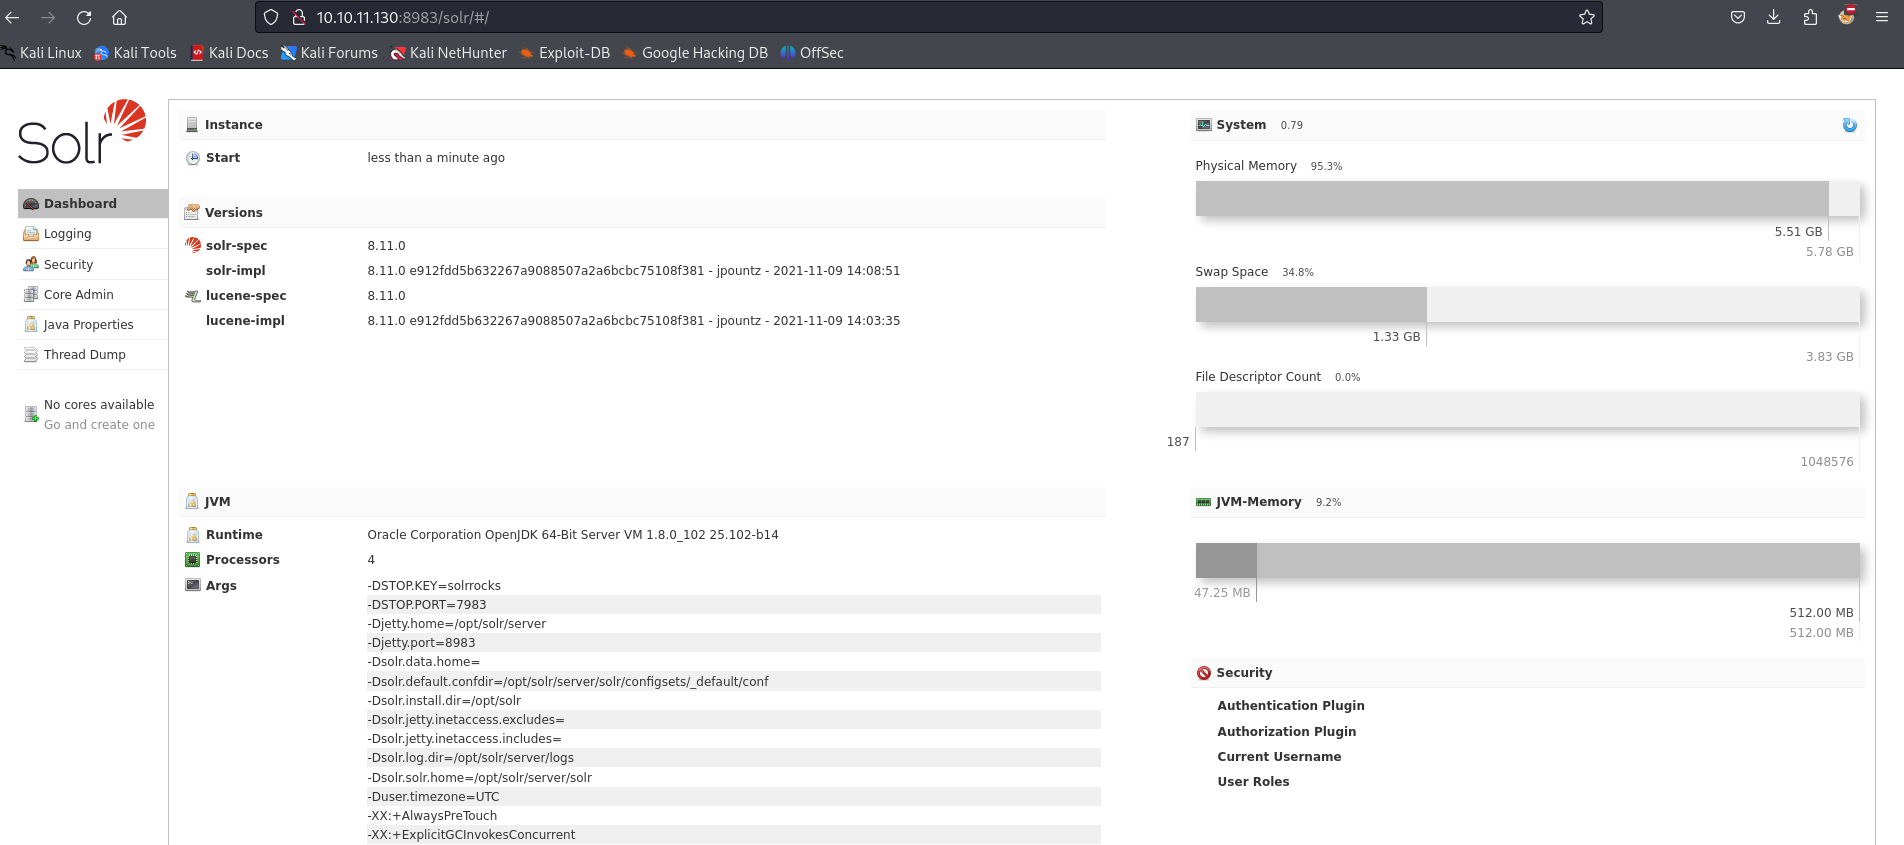 10.10.11.130:8983/solr/#/
Kali Linux Kali Tools Kali Docs Kali Forums Kali NetHunter Exploit-DB Google Hacking DB OffSec
Solr
Dashboard
Logging
Security
Core Admin
Java Properties
Thread Dump
No cores available
Go and create one
Instance
Start less than a minute ago
Versions
solr-spec 8.11.0
solr-impl 8.11.0 e912fdd5b632267a9088507a2a6bcbc75108f381 - jpountz - 2021-11-09 14:08:51
lucene-spec 8.11.0
lucene-impl 8.11.0 e912fdd5b632267a9088507a2a6bcbc75108f381 - jpountz - 2021-11-09 14:03:35
JVM
Runtime Oracle Corporation OpenJDK 64-Bit Server VM 1.8.0_102 25.102-b14
Processors 4
Args -DSTOP.KEY=solrrocks
-DSTOP.PORT=7983
-Djetty.home=/opt/solr/server
-Djetty.port=8983
-Dsolr.data.home=
-Dsolr.default.confdir=/opt/solr/server/solr/configsets/_default/conf
-Dsolr.install.dir=/opt/solr
-Dsolr.jetty.inetaccess.excludes=
-Dsolr.jetty.inetaccess.includes=
-Dsolr.log.dir=/opt/solr/server/logs
-Dsolr.solr.home=/opt/solr/server/solr
-Duser.timezone=UTC
-XX:+AlwaysPreTouch
-XX:+ExplicitGCInvokesConcurrent
System 0.79
Physical Memory 95.3%
5.51 GB
5.78 GB
Swap Space 34.8%
1.33 GB
3.83 GB
File Descriptor Count 0.0%
187
1048576
JVM-Memory 9.2%
47.25 MB
512.00 MB
512.00 MB
Security
Authentication Plugin
Authorization Plugin
Current Username
User Roles